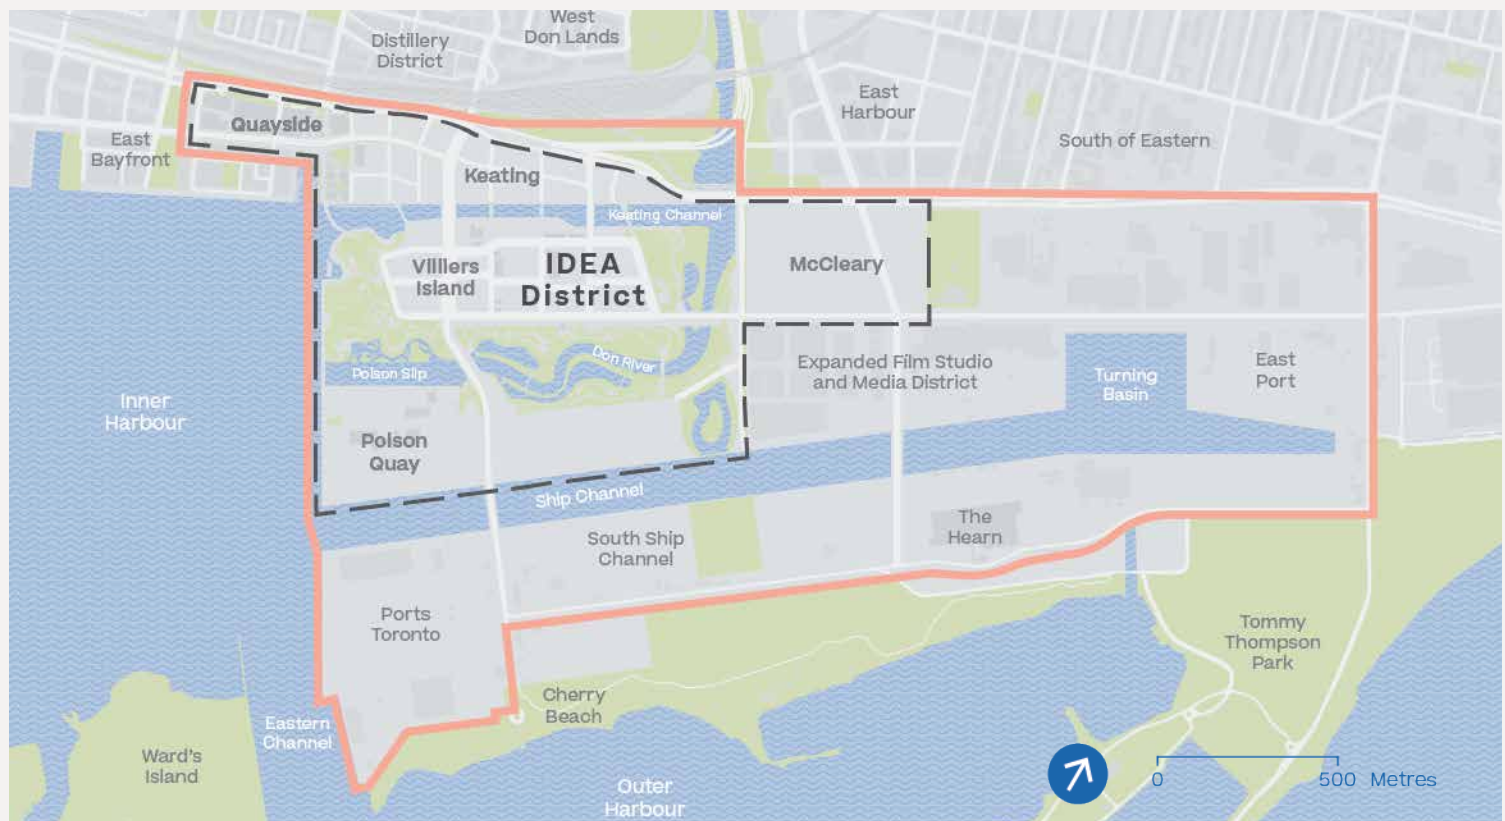 West
Don Lands
Distillery
District
East
Harbour
Quayside
South of Eastern
East
Bayfront
Keating
Keating Channel
IDEA
District
McCleary
Villiers
Island
Don River
Expanded Film Studio
and Media District
Turning
Basin
East
Port
Polson Slip
Inner
Harbour
Polson
Quay
Ship Channel
The
Hearn
South Ship
Channel
Ports
Toronto
Tommy
Thompson
Park
Cherry
Beach
Eastern
Channel
Ward's
Island
Outer
Harbour
0 500 Metres